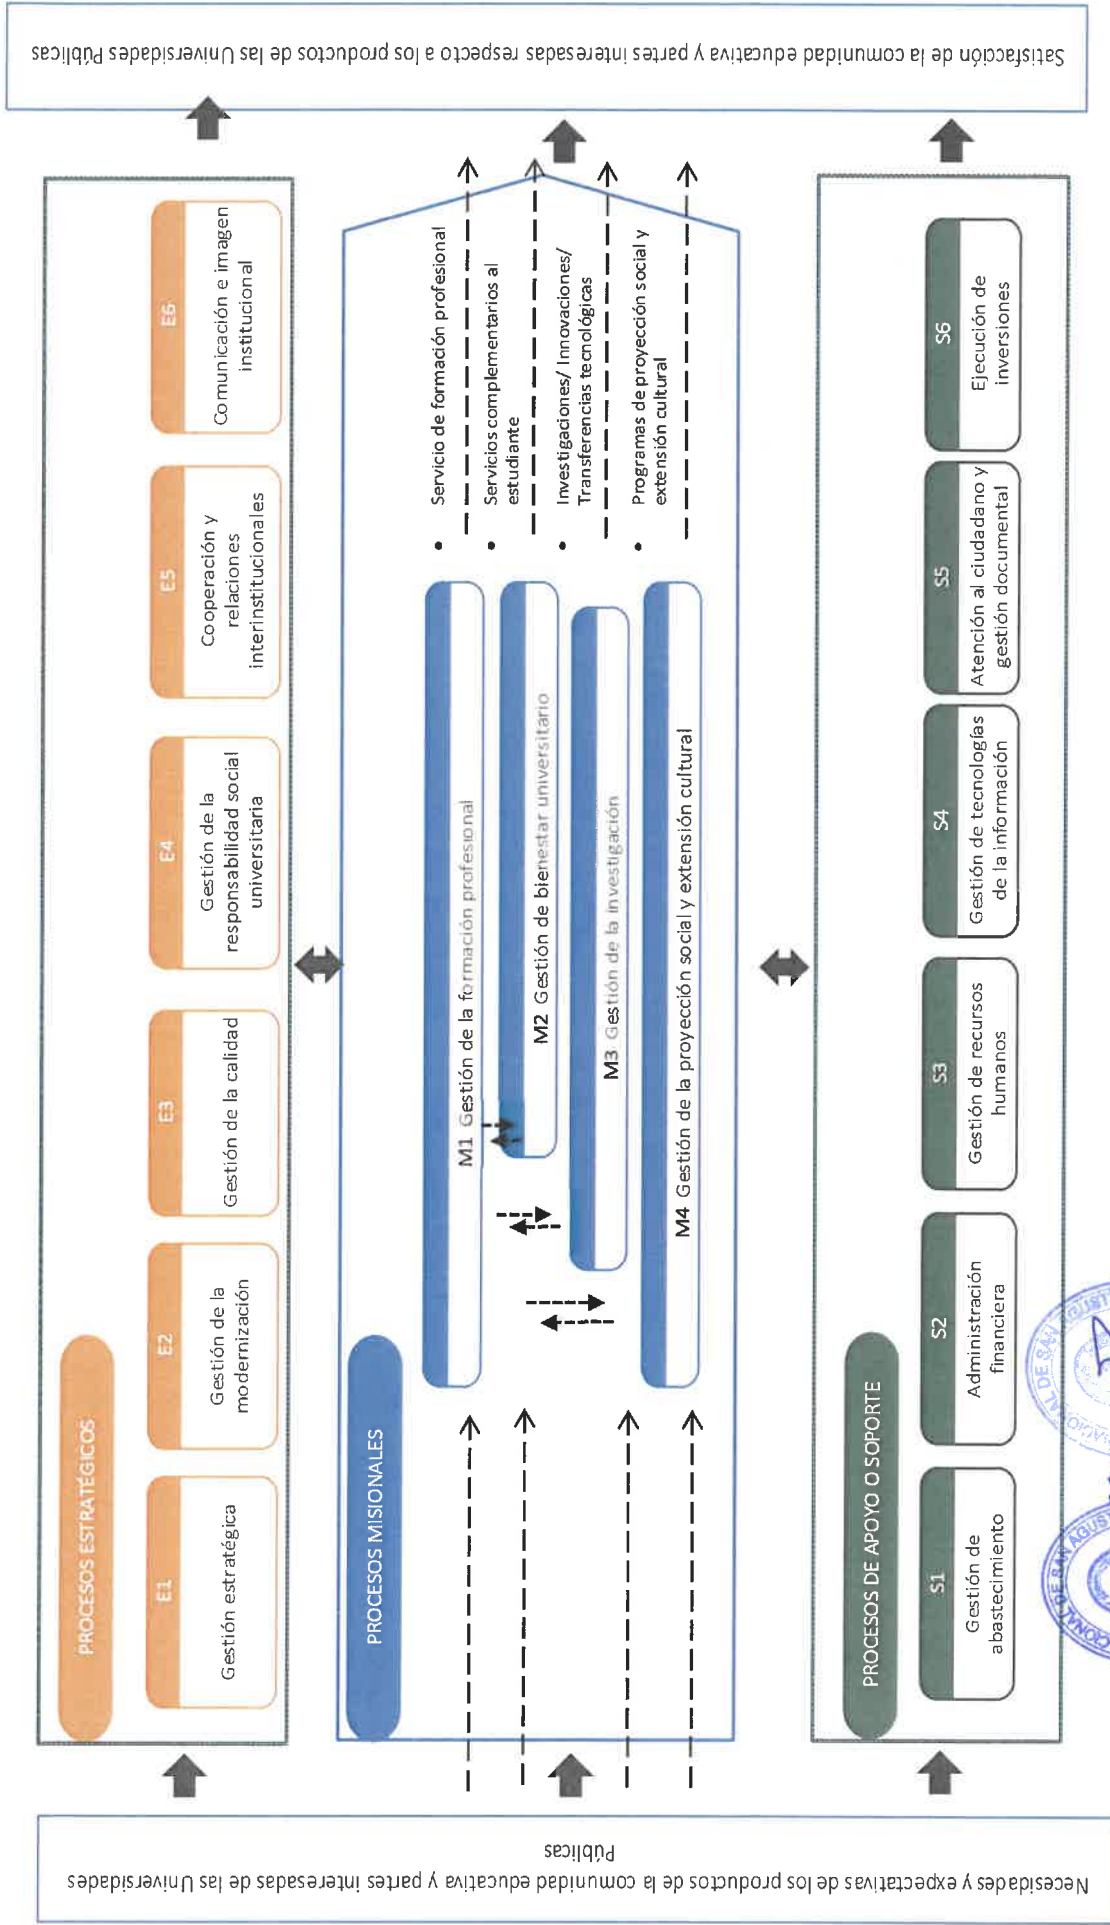 Necesidades y expectativas de los productos de la comunidad educativa y partes interesadas de las Universidades
Públicas
PROCESOS ESTRATÉGICOS
E1
Gestión estratégica
E2
Gestión de la
modernización
E3
Gestión de la calidad
E4
Gestión de la
responsabilidad social
universitaria
E5
Cooperación y
relaciones
interinstitucionales
E6
Comunicación e imagen
institucional
PROCESOS MISIONALES
M1 Gestión de la formación profesional
M2 Gestión de bienestar universitario
M3 Gestión de la investigación
M4 Gestión de la proyección social y extensión cultural
• Servicio de formación profesional
• Servicios complementarios al
estudiante
• Investigaciones/ Innovaciones/
Transferencias tecnológicas
• Programas de proyección social y
extensión cultural
PROCESOS DE APOYO O SOPORTE
S1
Gestión de
abastecimiento
S2
Administración
financiera
S3
Gestión de recursos
humanos
S4
Gestión de tecnologías
de la información
S5
Atención al ciudadano y
gestión documental
S6
Ejecución de
inversiones
Satisfacción de la comunidad educativa y partes interesadas respecto a los productos de las Universidades Públicas
DE SAN
DE SAN